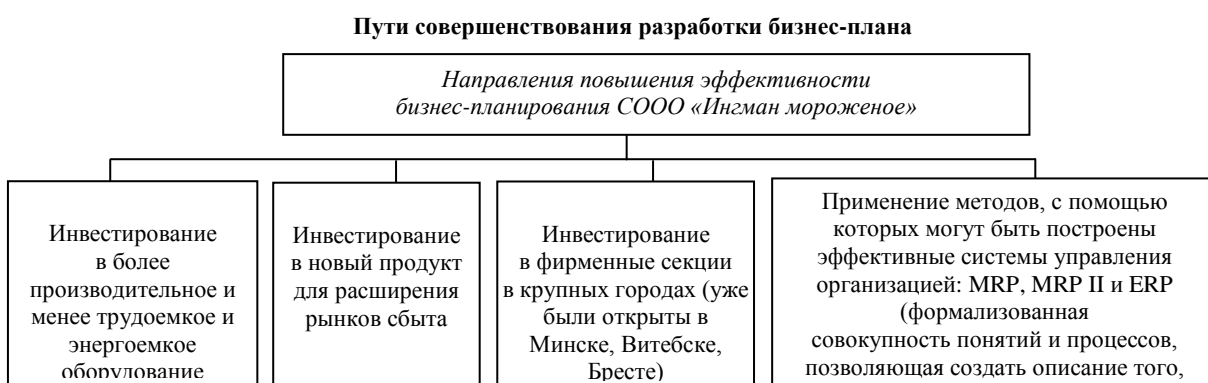 Пути совершенствования разработки бизнес-плана
Направления повышения эффективности
бизнес-планирования СООО «Ингман мороженое»
Инвестирование
в более
производительное и
менее трудоемкое и
энергоемкое
оборудование
Инвестирование
в новый продукт
для расширения
рынков сбыта
Инвестирование
в фирменные секции
в крупных городах (уже
были открыты в
Минске, Витебске,
Бресте)
Применение методов, с помощью
которых могут быть построены
эффективные системы управления
организацией: MRP, MRP II и ERP
(формализованная
совокупность понятий и процессов,
позволяющая создать описание того,